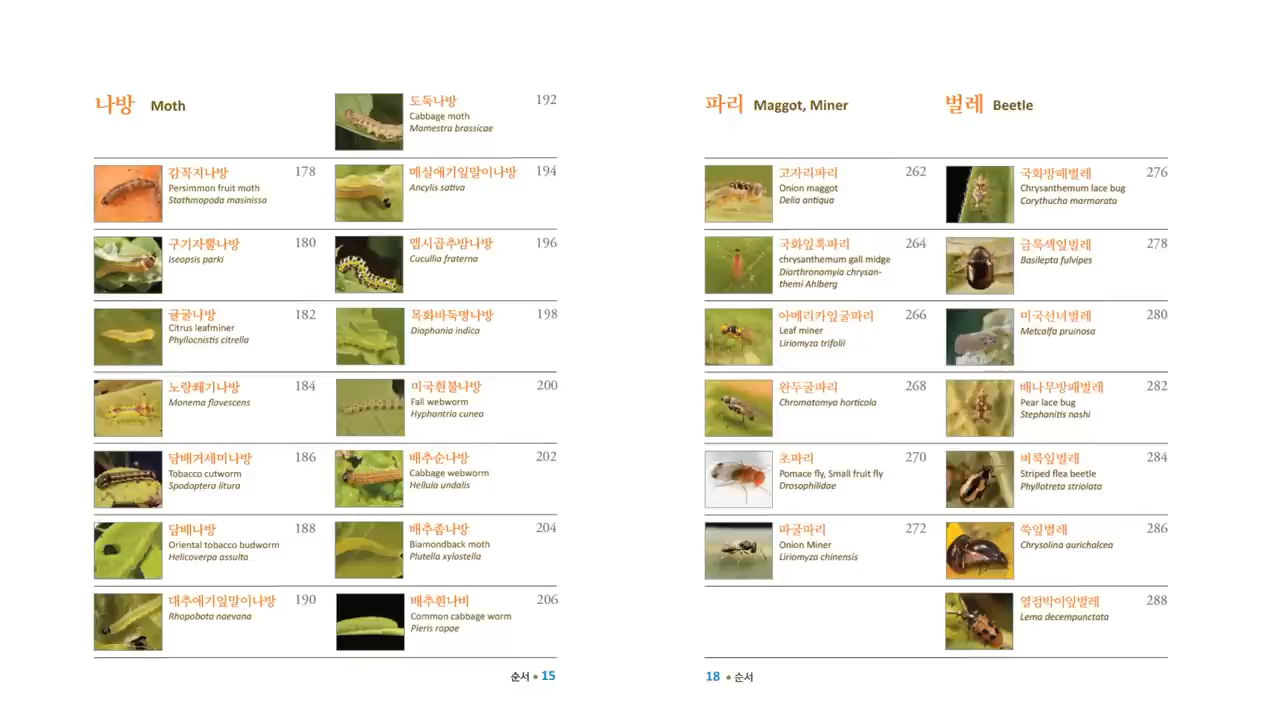 나방 Moth
감꼭지나방 178
Persimmon fruit moth
Stathmopoda masinissa
구기자뿔나방 180
Iseopsis parki
귤굴나방 182
Citrus leafminer
Phyllocnistis citrella
노랑쐐기나방 184
Monema flavescens
담배거세미나방 186
Tobacco cutworm
Spodoptera litura
담배나방 188
Oriental tobacco budworm
Helicoverpa assulta
대추애기잎말이나방 190
Rhopobota naevana
도둑나방 192
Cabbage moth
Mamestra brassicae
매실애기잎말이나방 194
Ancylis sativa
맵시곱추밤나방 196
Cucullia fraterna
목화바둑명나방 198
Diaphania indica
미국흰불나방 200
Fall webworm
Hyphantria cunea
배추순나방 202
Cabbage webworm
Hellula undalis
배추좀나방 204
Biamondback moth
Plutella xylostella
배추흰나비 206
Common cabbage worm
Pieris rapae
순서 • 15
파리 Maggot, Miner
고자리파리 262
Onion maggot
Delia antiqua
국화잎혹파리 264
chrysanthemum gall midge
Diarthronomyia chrysan-
themi Ahlberg
아메리카잎굴파리 266
Leaf miner
Liriomyza trifolii
완두굴파리 268
Chromatomya horticola
초파리 270
Pomace fly, Small fruit fly
Drosophilidae
파굴파리 272
Onion Miner
Liriomyza chinensis
벌레 Beetle
국화방패벌레 276
Chrysanthemum lace bug
Corythucha marmorata
금록색잎벌레 278
Basilepta fulvipes
미국선녀벌레 280
Metcalfa pruinosa
배나무방패벌레 282
Pear lace bug
Stephanitis nashi
벼룩잎벌레 284
Striped flea beetle
Phyllotreta striolata
쑥잎벌레 286
Chrysolina aurichalcea
열점박이잎벌레 288
Lema decempunctata
18 • 순서